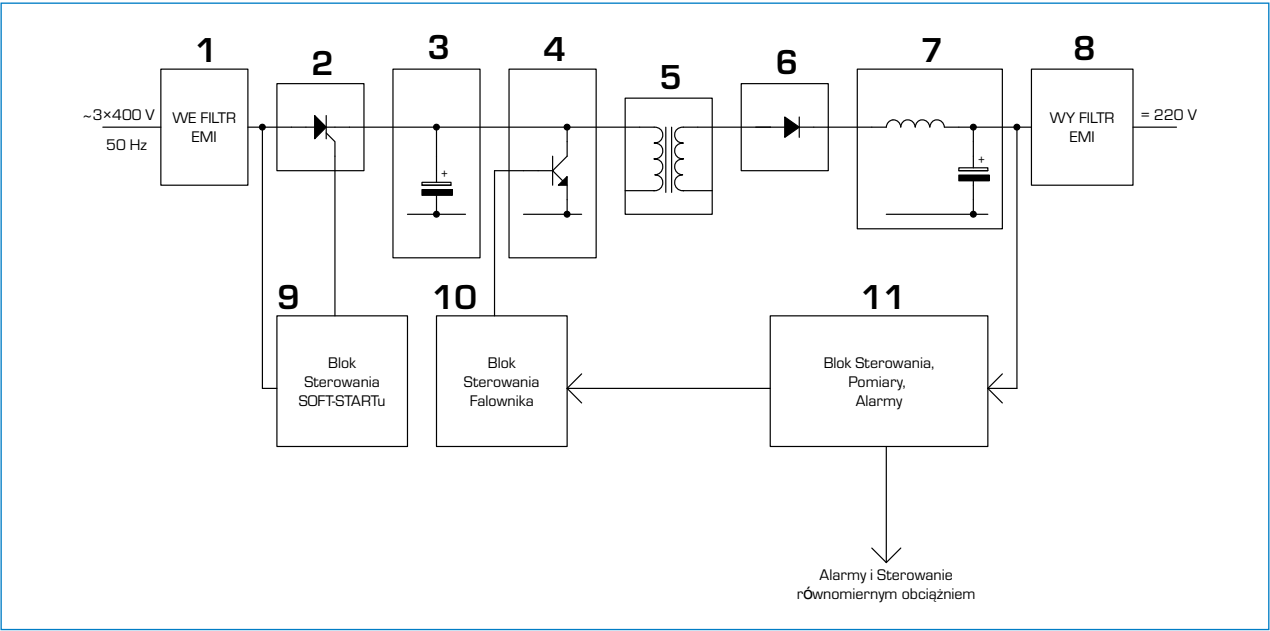 1
2
3
4
5
6
7
8
~3×400 V
50 Hz
WE FILTR
EMI
+
+
WY FILTR
EMI
= 220 V
9
10
11
Blok
Sterowania
SOFT-STARTu
Blok
Sterowania
Falownika
Blok Sterowania,
Pomiary,
Alarmy
Alarmy i Sterowanie
równomiernym obciążniem